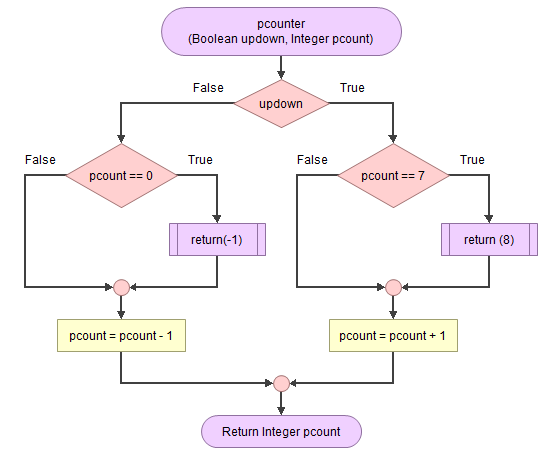 pcounter
(Boolean updown, Integer pcount)
False
True
updown
False
True
False
True
pcount == 0
pcount == 7
return(-1)
return (8)
pcount = pcount - 1
pcount = pcount + 1
Return Integer pcount